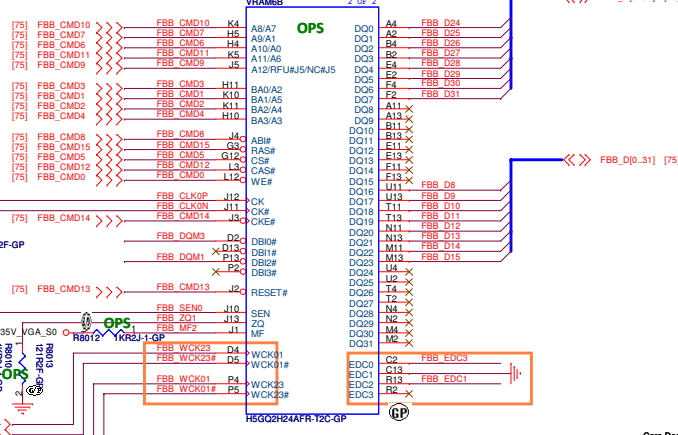 VRAM6B
2 OF 2
OPS
[75] FBB_CMD10 FBB_CMD10 K4 A8/A7 DQ0 A4 FBB_D24
[75] FBB_CMD7 FBB_CMD7 H5 A9/A1 DQ1 A2 FBB_D25
[75] FBB_CMD6 FBB_CMD6 H4 A10/A0 DQ2 B4 FBB_D26
[75] FBB_CMD11 FBB_CMD11 K5 A11/A6 DQ3 B2 FBB_D27
[75] FBB_CMD9 FBB_CMD9 J5 A12/RFU#J5/NC#J5 DQ4 E4 FBB_D28
DQ5 E2 FBB_D29
[75] FBB_CMD3 FBB_CMD3 H11 BA0/A2 DQ6 F4 FBB_D30
[75] FBB_CMD1 FBB_CMD1 K10 BA1/A5 DQ7 F2 FBB_D31
[75] FBB_CMD2 FBB_CMD2 K11 BA2/A4 DQ8 A11
[75] FBB_CMD4 FBB_CMD4 H10 BA3/A3 DQ9 A13
DQ10 B11
[75] FBB_CMD8 FBB_CMD8 J4 ABI# DQ11 B13
[75] FBB_CMD15 FBB_CMD15 G3 RAS# DQ12 E11
[75] FBB_CMD5 FBB_CMD5 G12 CS# DQ13 E13
[75] FBB_CMD12 FBB_CMD12 L3 CAS# DQ14 F11
[75] FBB_CMD0 FBB_CMD0 L12 WE# DQ15 F13
FBB_D[0..31] [75
DQ16 U11 FBB_D8
FBB_CLK0P J12 CK DQ17 U13 FBB_D9
FBB_CLK0N J11 CK# DQ18 T11 FBB_D10
[75] FBB_CMD14 FBB_CMD14 J3 CKE# DQ19 T13 FBB_D11
DQ20 N11 FBB_D12
2F-GP FBB_DQM3 D2 DBI0# DQ21 N13 FBB_D13
D13 DBI1# DQ22 M11 FBB_D14
FBB_DQM1 P13 DBI2# DQ23 M13 FBB_D15
P2 DBI3# DQ24 U4
DQ25 U2
[75] FBB_CMD13 FBB_CMD13 J2 RESET# DQ26 T4
DQ27 T2
FBB_SEN0 J10 SEN DQ28 N4
FBB_ZQ1 J13 ZQ DQ29 N2
35V_VGA_S0 OPS FBB_MF2 J1 MF DQ30 M4
R8012 1KR2J-1-GP DQ31 M2
R8013
OPS
FBB_WCK23 D4 WCK01 EDC0 C2 FBB_EDC3
FBB_WCK23# D5 WCK01# EDC1 C13
FBB_WCK01 P4 WCK23 EDC2 R13 FBB_EDC1
FBB_WCK01# P5 WCK23# EDC3 R2
H5GQ2H24AFR-T2C-GP
GP